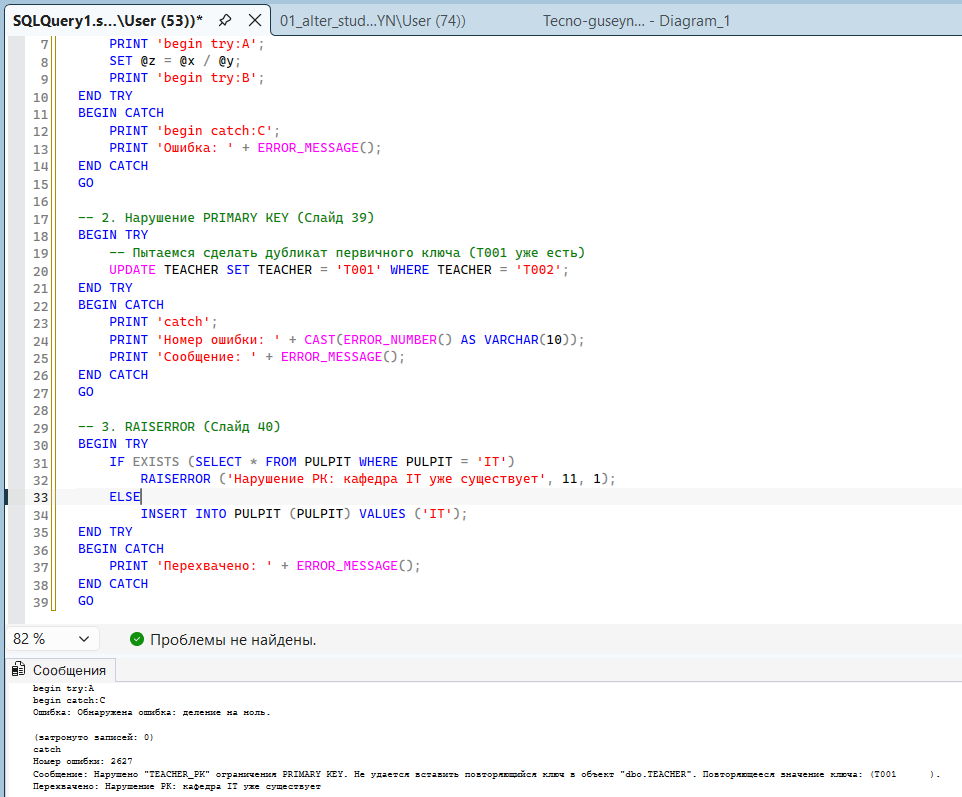 SQLQuery1.s...\User (53))* 01_alter_stud...YN\User (74)) Tecno-guseyn... - Diagram_1
7 PRINT 'begin try:A';
8 SET @z = @x / @y;
9 PRINT 'begin try:B';
10 END TRY
11 BEGIN CATCH
12 PRINT 'begin catch:C';
13 PRINT 'Ошибка: ' + ERROR_MESSAGE();
14 END CATCH
15 GO
16
17 -- 2. Нарушение PRIMARY KEY (Слайд 39)
18 BEGIN TRY
19 -- Пытаемся сделать дубликат первичного ключа (T001 уже есть)
20 UPDATE TEACHER SET TEACHER = 'T001' WHERE TEACHER = 'T002';
21 END TRY
22 BEGIN CATCH
23 PRINT 'catch';
24 PRINT 'Номер ошибки: ' + CAST(ERROR_NUMBER() AS VARCHAR(10));
25 PRINT 'Сообщение: ' + ERROR_MESSAGE();
26 END CATCH
27 GO
28
29 -- 3. RAISERROR (Слайд 40)
30 BEGIN TRY
31 IF EXISTS (SELECT * FROM PULPIT WHERE PULPIT = 'IT')
32 RAISERROR ('Нарушение РК: кафедра IT уже существует', 11, 1);
33 ELSE
34 INSERT INTO PULPIT (PULPIT) VALUES ('IT');
35 END TRY
36 BEGIN CATCH
37 PRINT 'Перехвачено: ' + ERROR_MESSAGE();
38 END CATCH
39 GO
82 % Проблемы не найдены.
Сообщения
begin try:A
begin catch:C
Ошибка: Обнаружена ошибка: деление на ноль.
(затронуто записей: 0)
catch
Номер ошибки: 2627
Сообщение: Нарушено "TEACHER_PK" ограничения PRIMARY KEY. Не удается вставить повторяющийся ключ в объект "dbo.TEACHER". Повторяющееся значение ключа: (T001 ).
Перехвачено: Нарушение РК: кафедра IT уже существует